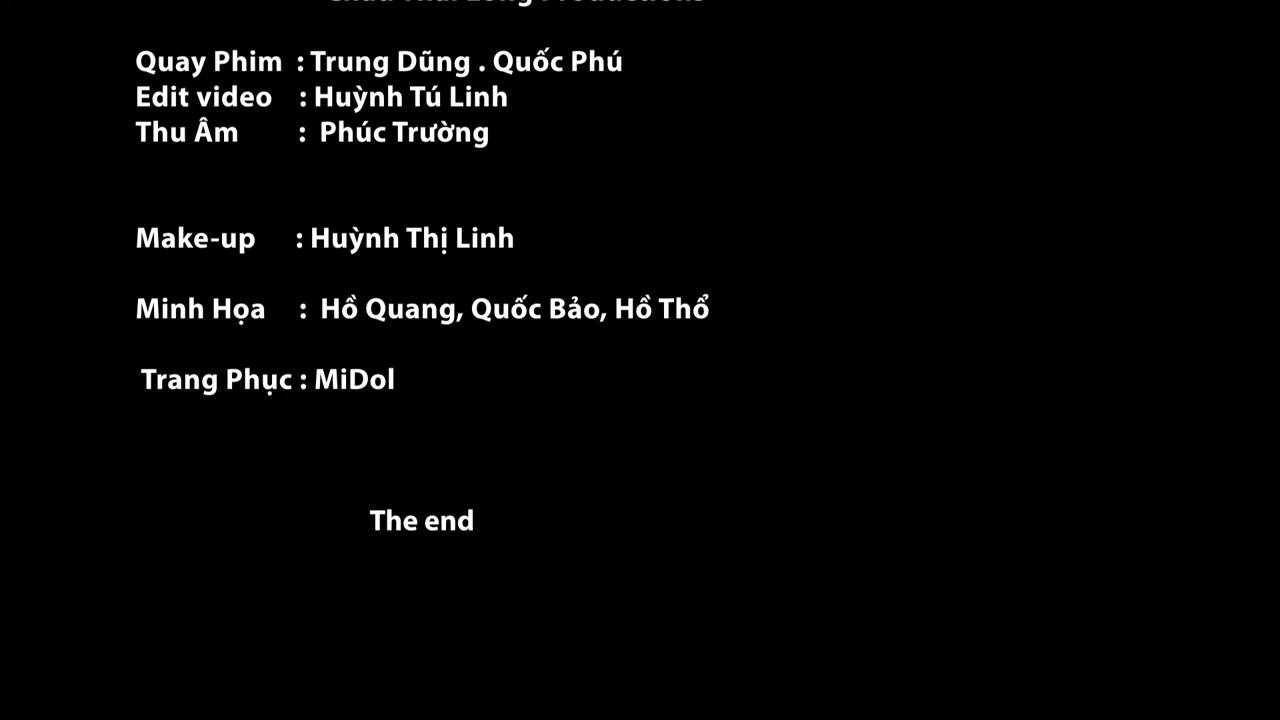 Quay Phim : Trung Dũng . Quốc Phú
Edit video : Huỳnh Tú Linh
Thu Âm : Phúc Trường
Make-up : Huỳnh Thị Linh
Minh Họa : Hồ Quang, Quốc Bảo, Hồ Thổ
Trang Phục : MiDol
The end